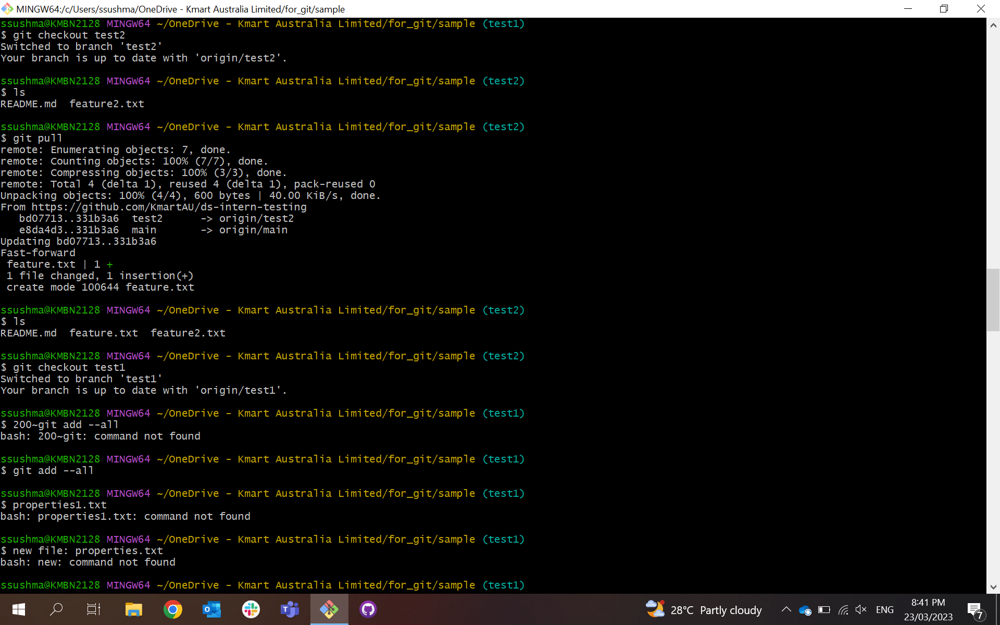 MINGW64:/c/Users/ssushma/OneDrive - Kmart Australia Limited/for_git/sample
ssushma@KMBN2128 MINGW64 ~/OneDrive - Kmart Australia Limited/for_git/sample (test1)
$ git checkout test2
Switched to branch 'test2'
Your branch is up to date with 'origin/test2'.
ssushma@KMBN2128 MINGW64 ~/OneDrive - Kmart Australia Limited/for_git/sample (test2)
$ ls
README.md  feature2.txt
ssushma@KMBN2128 MINGW64 ~/OneDrive - Kmart Australia Limited/for_git/sample (test2)
$ git pull
remote: Enumerating objects: 7, done.
remote: Counting objects: 100% (7/7), done.
remote: Compressing objects: 100% (3/3), done.
remote: Total 4 (delta 1), reused 4 (delta 1), pack-reused 0
Unpacking objects: 100% (4/4), 600 bytes | 40.00 KiB/s, done.
From https://github.com/KmartAU/ds-intern-testing
   bd07713..331b3a6  test2      -> origin/test2
   e8da4d3..331b3a6  main       -> origin/main
Updating bd07713..331b3a6
Fast-forward
 feature.txt | 1 +
 1 file changed, 1 insertion(+)
 create mode 100644 feature.txt
ssushma@KMBN2128 MINGW64 ~/OneDrive - Kmart Australia Limited/for_git/sample (test2)
$ ls
README.md  feature.txt  feature2.txt
ssushma@KMBN2128 MINGW64 ~/OneDrive - Kmart Australia Limited/for_git/sample (test2)
$ git checkout test1
Switched to branch 'test1'
Your branch is up to date with 'origin/test1'.
ssushma@KMBN2128 MINGW64 ~/OneDrive - Kmart Australia Limited/for_git/sample (test1)
$ 200~git add --all
bash: 200~git: command not found
ssushma@KMBN2128 MINGW64 ~/OneDrive - Kmart Australia Limited/for_git/sample (test1)
$ git add --all
ssushma@KMBN2128 MINGW64 ~/OneDrive - Kmart Australia Limited/for_git/sample (test1)
$ properties1.txt
bash: properties1.txt: command not found
ssushma@KMBN2128 MINGW64 ~/OneDrive - Kmart Australia Limited/for_git/sample (test1)
$ new file: properties.txt
bash: new: command not found
ssushma@KMBN2128 MINGW64 ~/OneDrive - Kmart Australia Limited/for_git/sample (test1)
28°C Partly cloudy
ENG
8:41 PM
23/03/2023
7